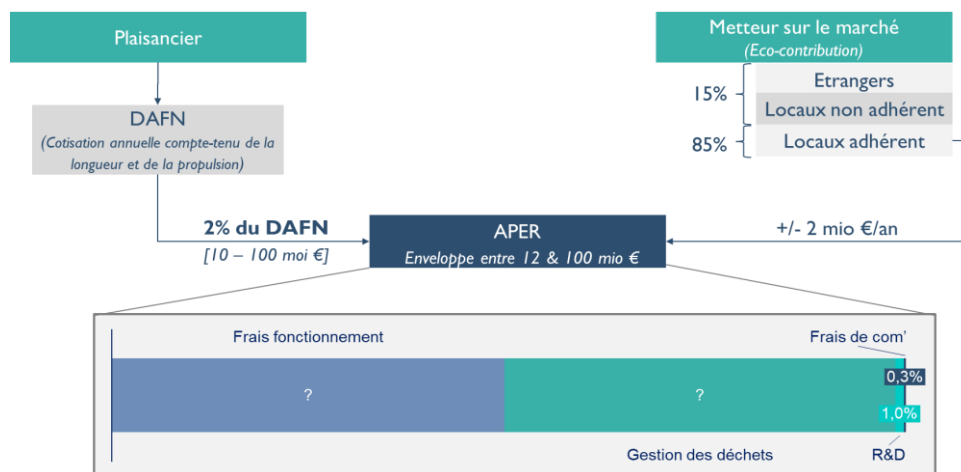 Plaisancier
Metteur sur le marché
(Eco-contribution)
15%
Etrangers
Locaux non adhérent
85%
Locaux adhérent
DAFN
(Cotisation annuelle compte-tenu de la
longueur et de la propulsion)
2% du DAFN
[10 – 100 moi €]
APER
Enveloppe entre 12 & 100 mio €
+/- 2 mio €/an
Frais fonctionnement
Frais de com’
?
?
0,3%
1,0%
Gestion des déchets
R&D